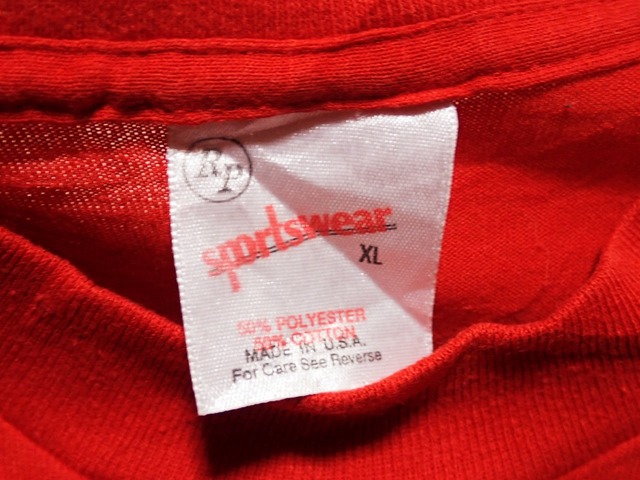 RP
sportswear
XL
50% POLYESTER
50% COTTON
MADE IN U.S.A.
For Care See Reverse